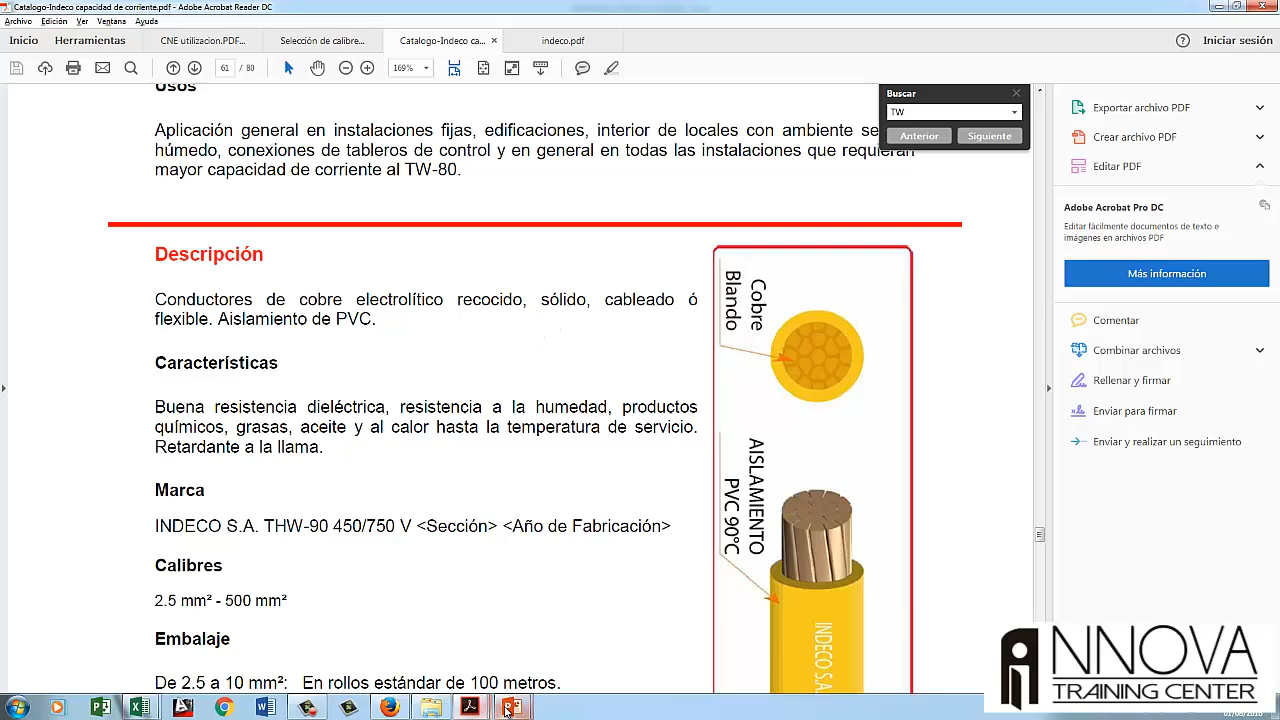 Catalogo-Indeco capacidad de corriente.pdf - Adobe Acrobat Reader DC
Archivo Edición Ver Ventana Ayuda
Inicio Herramientas CNE utilizacion.PDF... Selección de calibre... Catalogo-Indeco ca... × indeco.pdf Iniciar sesión
61 / 80 169%
Usos
Aplicación general en instalaciones fijas, edificaciones, interior de locales con ambiente se
húmedo, conexiones de tableros de control y en general en todas las instalaciones que requieran
mayor capacidad de corriente al TW-80.
Buscar
TW
Anterior Siguiente
Descripción
Conductores de cobre electrolítico recocido, sólido, cableado ó
flexible. Aislamiento de PVC.
Características
Buena resistencia dieléctrica, resistencia a la humedad, productos
químicos, grasas, aceite y al calor hasta la temperatura de servicio.
Retardante a la llama.
Marca
INDECO S.A. THW-90 450/750 V <Sección> <Año de Fabricación>
Calibres
2.5 mm² - 500 mm²
Embalaje
De 2.5 a 10 mm²: En rollos estándar de 100 metros.
Cobre
Blando
AISLAMIENTO
PVC 90°C
INDECO S.A
Exportar archivo PDF
Crear archivo PDF
Editar PDF
Adobe Acrobat Pro DC
Editar fácilmente documentos de texto e
imágenes en archivos PDF
Más información
Comentar
Combinar archivos
Rellenar y firmar
Enviar para firmar
Enviar y realizar un seguimiento
INNOVA
TRAINING CENTER